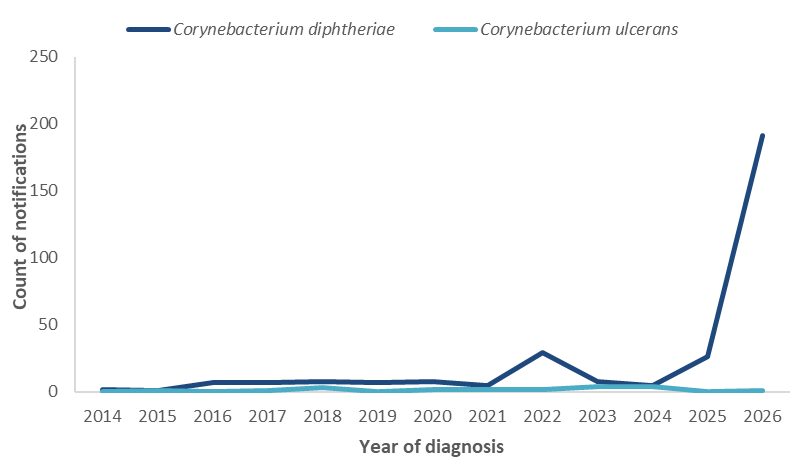 Corynebacterium diphtheriae Corynebacterium ulcerans
250
200
150
100
50
0
Count of notifications
2014 2015 2016 2017 2018 2019 2020 2021 2022 2023 2024 2025 2026
Year of diagnosis